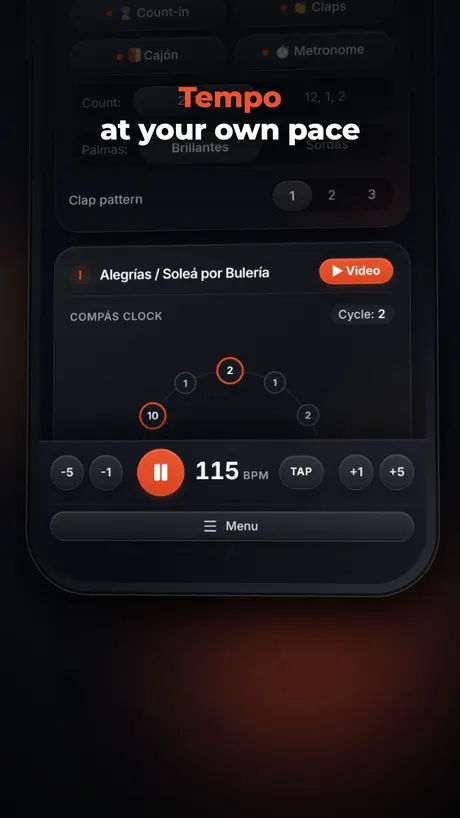 Count-in
Claps
Cajón
Metronome
Tempo
Count:
2
12, 1, 2
at your own pace
Palmas:
Brillantes
Sordas
Clap pattern
1
2
3
Alegrías / Soleá por Bulería
Video
COMPÁS CLOCK
Cycle: 2
2
1
1
10
2
-5
-1
115 BPM
TAP
+1
+5
Menu